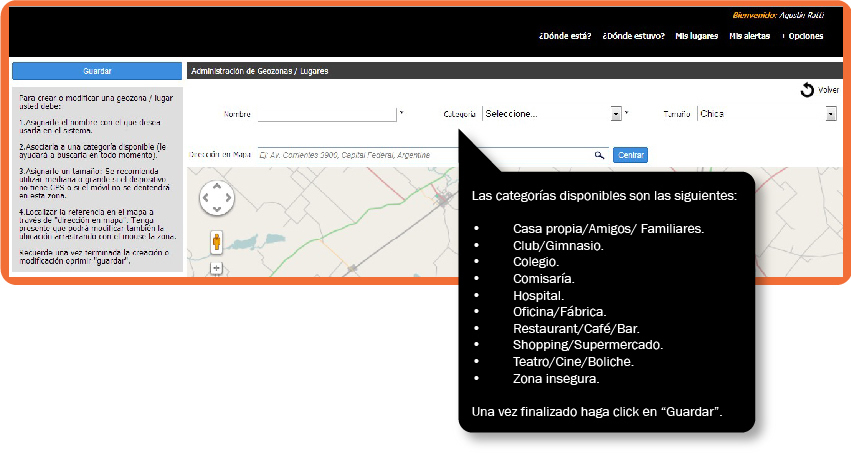 Bienvenido: Agustin Ratti
¿Dónde está? ¿Dónde estuvo? Mis lugares Mis alertas + Opciones
Guardar
Administración de Geozonas / Lugares
Volver
Para crear o modificar una geozona / lugar
usted debe:
1.Asignarle el nombre con el que desea
usarla en el sistema.
2.Asociarla a una categoría disponible (le
ayudará a buscarla en todo momento).
3.Asignarle un tamaño: Se recomienda
utilizar mediana o grande si el dispositivo
no tiene GPS o si el móvil no se detendrá
en esta zona.
4.Localizar la referencia en el mapa a
través de "dirección en mapa". Tenga
presente que podrá modificar también la
ubicación arrastrando con el mouse la zona.
Recuerde una vez terminada la creación o
modificación oprimir "guardar".
Nombre *
Categoria Seleccione... *
Tamaño Chica
Dirección en Mapa Ej: Av. Corrientes 3900, Capital Federal, Argentina Centrar
Las categorías disponibles son las siguientes:
• Casa propia/Amigos/ Familiares.
• Club/Gimnasio.
• Colegio.
• Comisaría.
• Hospital.
• Oficina/Fábrica.
• Restaurant/Café/Bar.
• Shopping/Supermercado.
• Teatro/Cine/Boliche.
• Zona insegura.
Una vez finalizado haga click en “Guardar”.